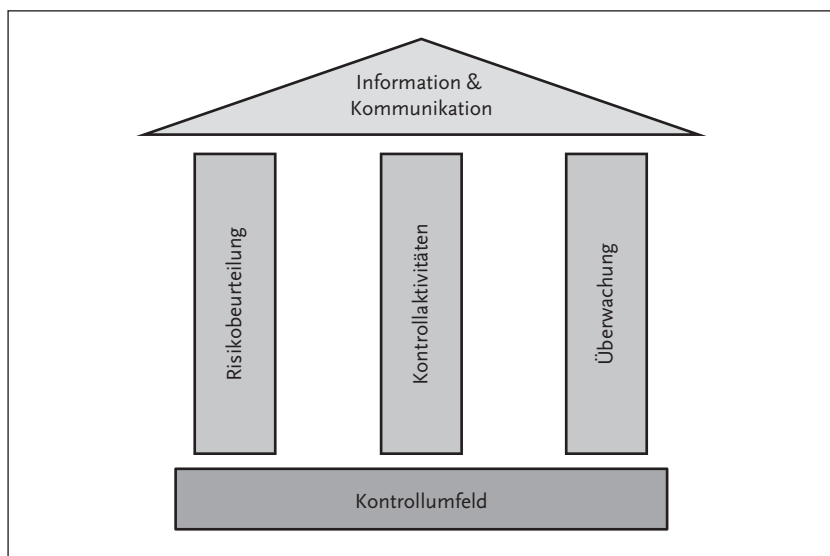 Information &
Kommunikation
Risikobeurteilung
Kontrollaktivitäten
Überwachung
Kontrollumfeld